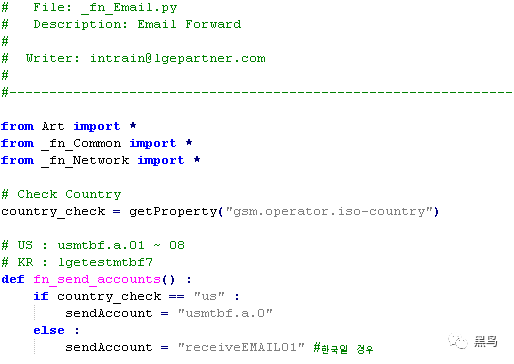 #   File: _fn_Email.py
#   Description: Email Forward
#
#  Writer: intrain@lgepartner.com
#
#----------------------------------------------------------------
from Art import *
from _fn_Common import *
from _fn_Network import *
# Check Country
country_check = getProperty("gsm.operator.iso-country")
# US : usmtbf.a.01 ~ 08
# KR : lgetestmtbf7
def fn_send_accounts() :
    if country_check == "us" :
        sendAccount = "usmtbf.a.0"
    else :
        sendAccount = "receiveEMAIL01" #한국일 경우
黑鸟